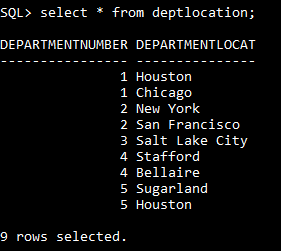 SQL> select * from deptlocation;
DEPARTMENTNUMBER DEPARTMENTLOCAT
---------------- ---------------
1 Houston
1 Chicago
2 New York
2 San Francisco
3 Salt Lake City
4 Stafford
4 Bellaire
5 Sugarland
5 Houston
9 rows selected.